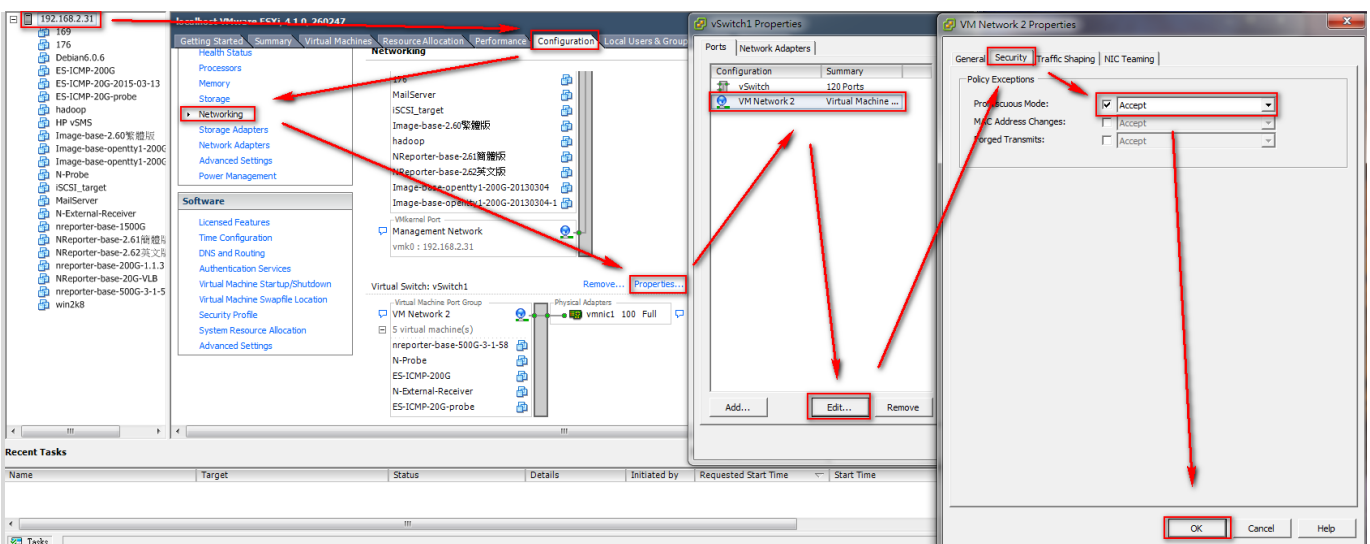 192.168.2.31
169
176
Debian6.0.6
ES-ICMP-200G
ES-ICMP-20G-2015-03-13
ES-ICMP-20G-probe
hadoop
HP vSMS
Image-base-2.60繁體版
Image-base-opentty1-200G
Image-base-opentty1-200G
N-Probe
iSCSI_target
MailServer
N-External-Receiver
nreporter-base-1500G
NReporter-base-2.61簡體版
NReporter-base-2.62英文版
nreporter-base-200G-1.1.3
NReporter-base-20G-VLB
nreporter-base-500G-3-1-5
win2k8
localhost VMware ESXi, 4.1.0, 260247
Getting Started Summary Virtual Machines Resource Allocation Performance Configuration Local Users & Group
Health Status
Processors
Memory
Storage
Networking
Storage Adapters
Network Adapters
Advanced Settings
Power Management
Software
Licensed Features
Time Configuration
DNS and Routing
Authentication Services
Virtual Machine Startup/Shutdown
Virtual Machine Swapfile Location
Security Profile
System Resource Allocation
Advanced Settings
Networking
176
MailServer
iSCSI_target
Image-base-2.60繁體版
hadoop
NReporter-base-2.61簡體版
NReporter-base-2.62英文版
Image-base-opentty1-200G-20130304
Image-base-opentty1-200G-20130304-1
VMkernel Port
Management Network
vmk0 : 192.168.2.31
Virtual Switch: vSwitch1 Remove... Properties...
Virtual Machine Port Group Physical Adapters
VM Network 2 vmnic1 100 Full
5 virtual machine(s)
nreporter-base-500G-3-1-58
N-Probe
ES-ICMP-200G
N-External-Receiver
ES-ICMP-20G-probe
vSwitch1 Properties
Ports Network Adapters
Configuration Summary
vSwitch 120 Ports
VM Network 2 Virtual Machine ...
Add... Edit... Remove
VM Network 2 Properties
General Security Traffic Shaping NIC Teaming
Policy Exceptions
Promiscuous Mode: Accept
MAC Address Changes: Accept
Forged Transmits: Accept
OK Cancel Help
Recent Tasks
Name Target Status Details Initiated by Requested Start Time Start Time
Tasks